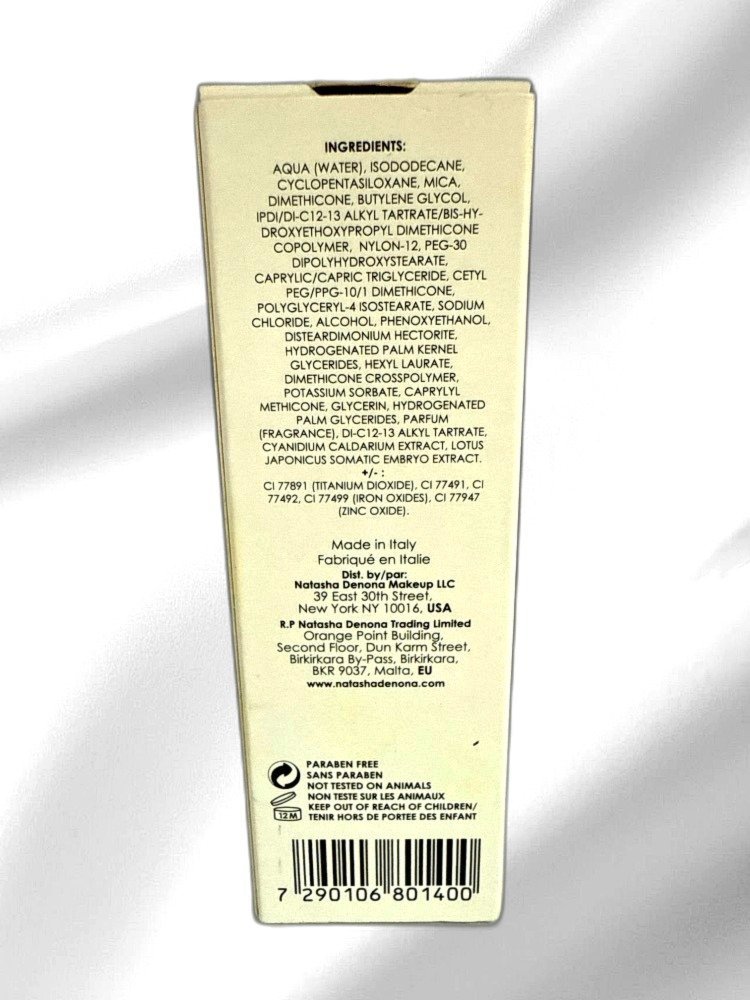 INGREDIENTS:
AQUA (WATER), ISODODECANE,
CYCLOPENTASILOXANE, MICA,
DIMETHICONE, BUTYLENE GLYCOL,
IPDI/DI-C12-13 ALKYL TARTRATE/BIS-HY-
DROXYETHOXYPROPYL DIMETHICONE
COPOLYMER, NYLON-12, PEG-30
DIPOLYHYDROXYSTEARATE,
CAPRYLIC/CAPRIC TRIGLYCERIDE, CETYL
PEG/PPG-10/1 DIMETHICONE,
POLYGLYCERYL-4 ISOSTEARATE, SODIUM
CHLORIDE, ALCOHOL, PHENOXYETHANOL,
DISTEARDIMONIUM HECTORITE,
HYDROGENATED PALM KERNEL
GLYCERIDES, HEXYL LAURATE,
DIMETHICONE CROSSPOLYMER,
POTASSIUM SORBATE, CAPRYLYL
METHICONE, GLYCERIN, HYDROGENATED
PALM GLYCERIDES, PARFUM
(FRAGRANCE), DI-C12-13 ALKYL TARTRATE,
CYANIDIUM CALDARIUM EXTRACT, LOTUS
JAPONICUS SOMATIC EMBRYO EXTRACT.
+/- :
CI 77891 (TITANIUM DIOXIDE), CI 77491, CI
77492, CI 77499 (IRON OXIDES), CI 77947
(ZINC OXIDE).
Made in Italy
Fabriqué en Italie
Dist. by/par:
Natasha Denona Makeup LLC
39 East 30th Street,
New York NY 10016, USA
R.P Natasha Denona Trading Limited
Orange Point Building,
Second Floor, Dun Karm Street,
Birkirkara By-Pass, Birkirkara,
BKR 9037, Malta, EU
www.natashadenona.com
PARABEN FREE
SANS PARABEN
NOT TESTED ON ANIMALS
NON TESTE SUR LES ANIMAUX
KEEP OUT OF REACH OF CHILDREN/
12M TENIR HORS DE PORTEE DES ENFANT
7 290106 801400